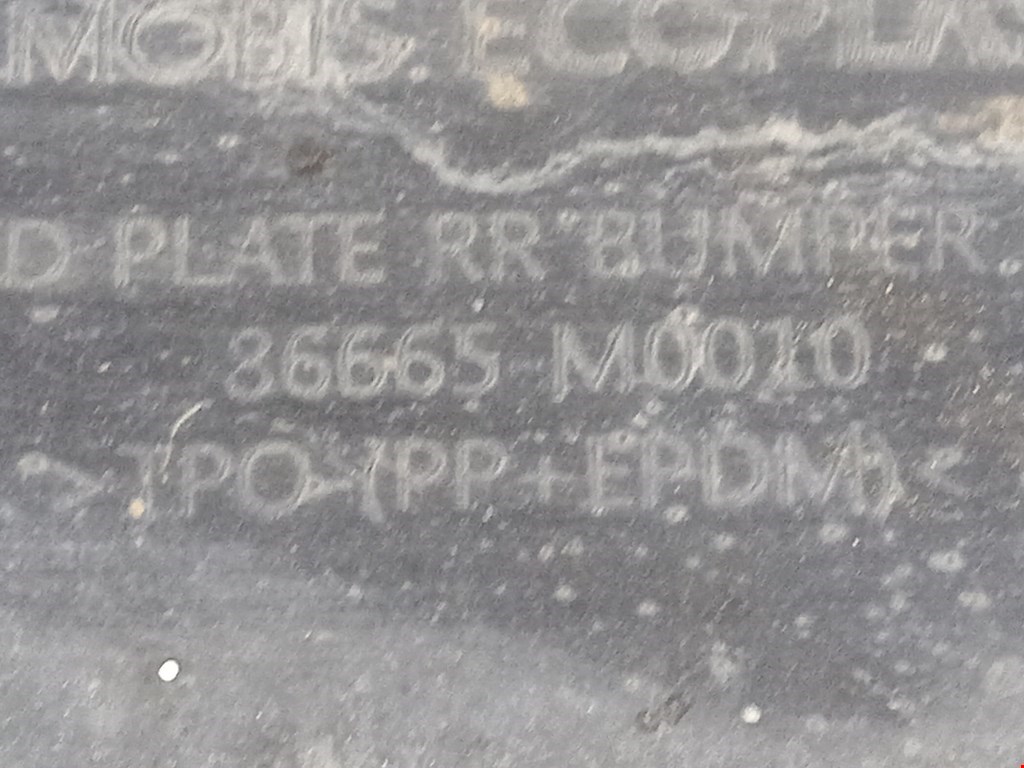 MOBIS ECOPLAS
D PLATE RR BUMPER
86665 M0010
>TPO>(PP+EPDM)<